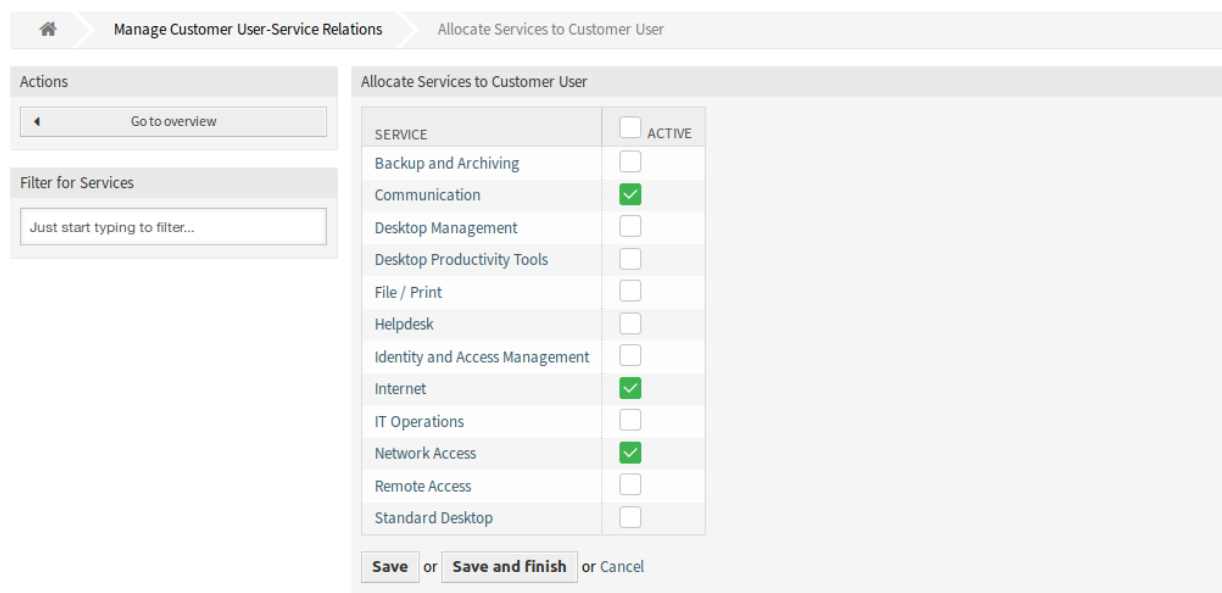 Manage Customer User-Service Relations Allocate Services to Customer User
Actions
Go to overview
Filter for Services
Just start typing to filter...
Allocate Services to Customer User
SERVICE ACTIVE
Backup and Archiving
Communication
Desktop Management
Desktop Productivity Tools
File / Print
Helpdesk
Identity and Access Management
Internet
IT Operations
Network Access
Remote Access
Standard Desktop
Save or Save and finish or Cancel